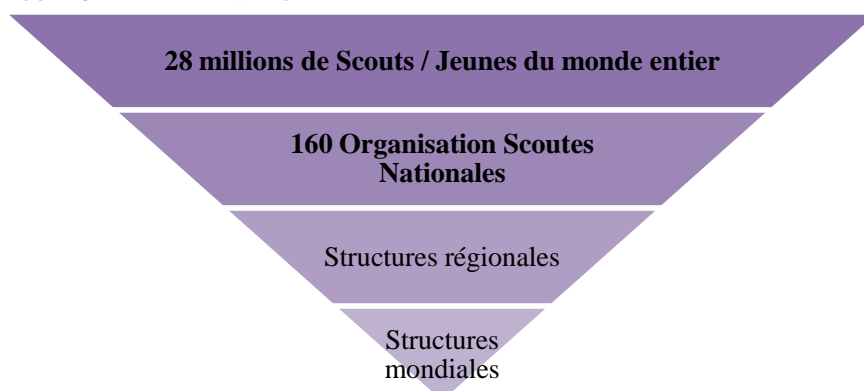 28 millions de Scouts / Jeunes du monde entier
160 Organisation Scoutes
Nationales
Structures régionales
Structures
mondiales